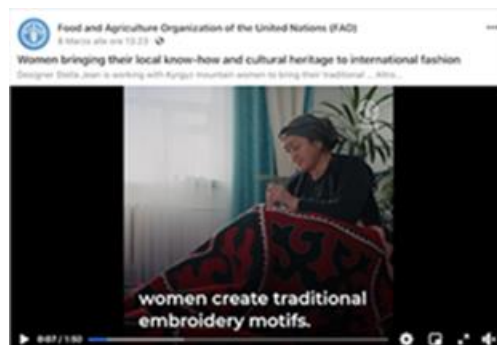 Food and Agriculture Organization of the United Nations (FAO)
8 Marzo alle ore 13:23
Women bringing their local know-how and cultural heritage to international fashion
Designer Stella Jean is working with Kyrgyz mountain women to bring their traditional ... Altro...
women create traditional
embroidery motifs.
0:07 / 1:50